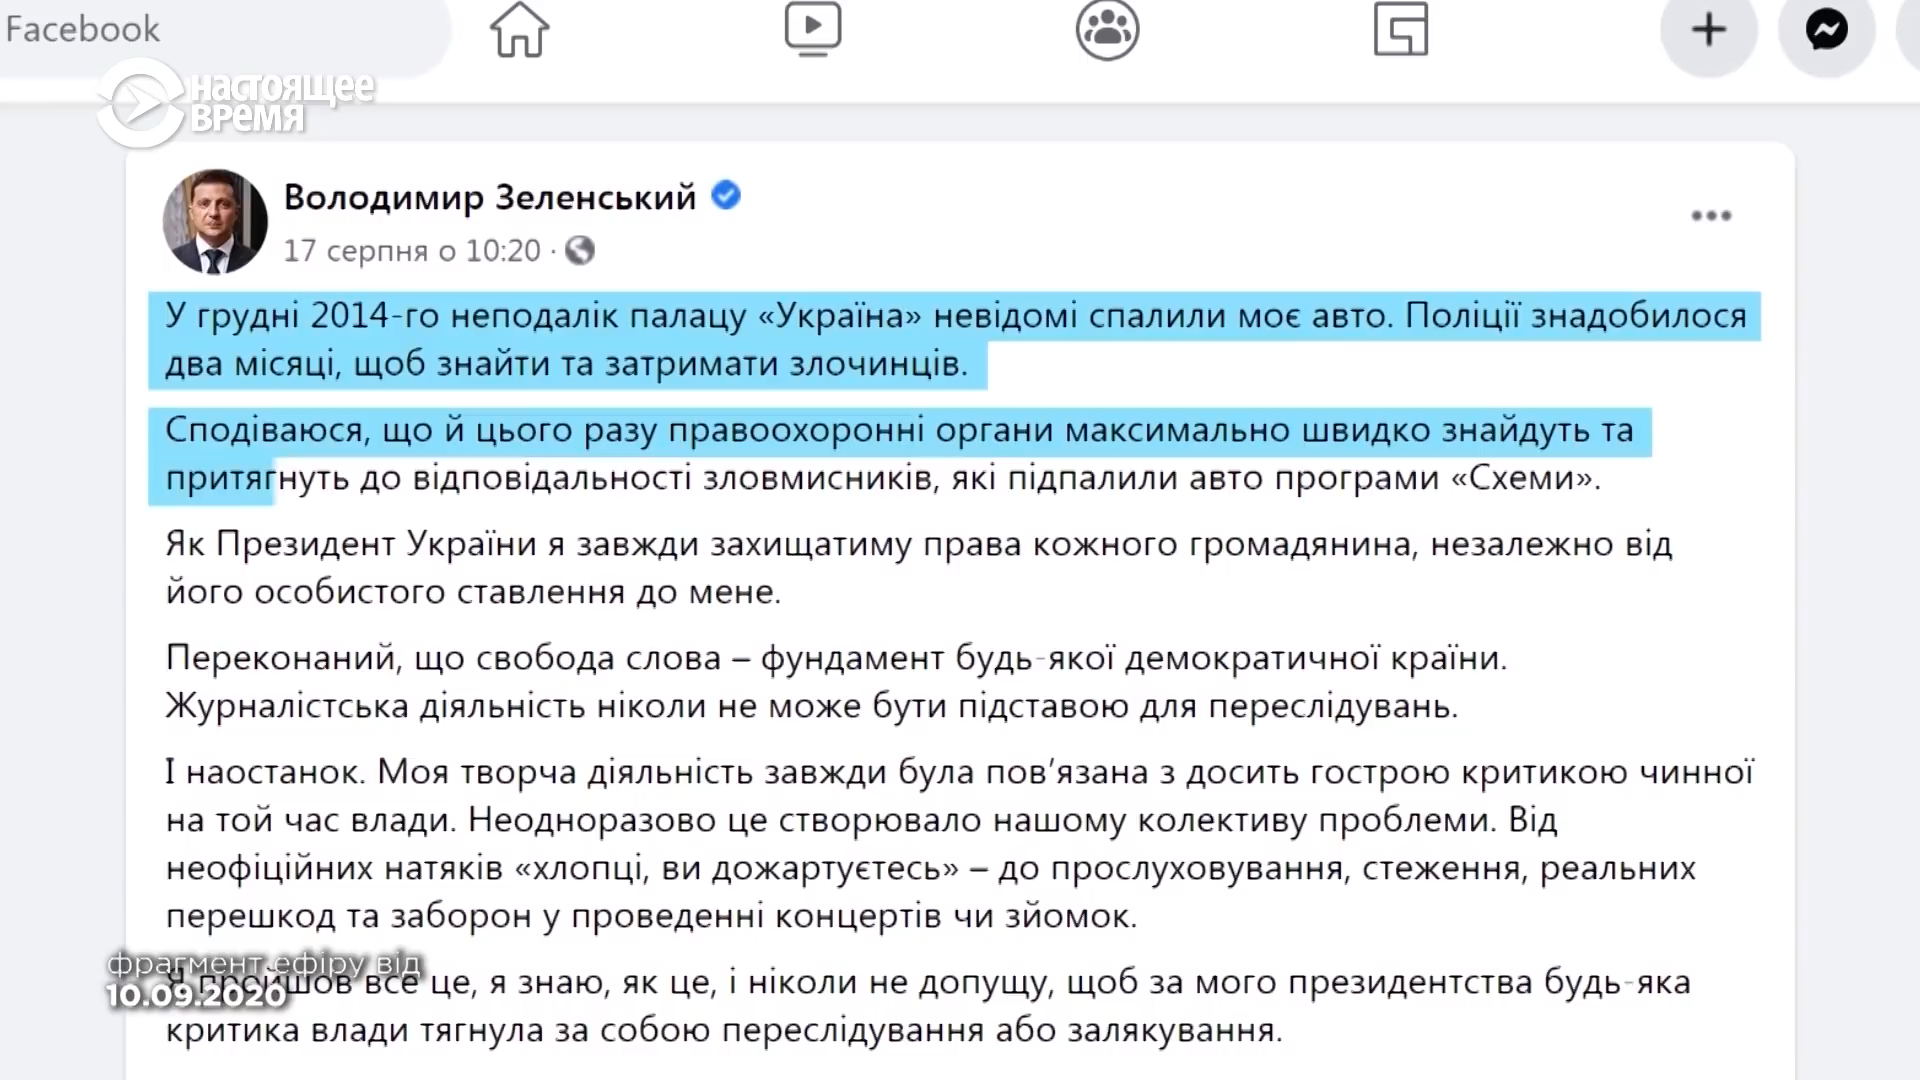 Facebook
настоящее
время
Володимир Зеленський
17 серпня о 10:20 ·
У грудні 2014-го неподалік палацу «Україна» невідомі спалили моє авто. Поліції знадобилося
два місяці, щоб знайти та затримати злочинців.
Сподіваюся, що й цього разу правоохоронні органи максимально швидко знайдуть та
притягнуть до відповідальності зловмисників, які підпалили авто програми «Схеми».
Як Президент України я завжди захищатиму права кожного громадянина, незалежно від
його особистого ставлення до мене.
Переконаний, що свобода слова – фундамент будь-якої демократичної країни.
Журналістська діяльність ніколи не може бути підставою для переслідувань.
І наостанок. Моя творча діяльність завжди була пов’язана з досить гострою критикою чинної
на той час влади. Неодноразово це створювало нашому колективу проблеми. Від
неофіційних натяків «хлопці, ви дожартуєтесь» – до прослуховування, стеження, реальних
перешкод та заборон у проведенні концертів чи зйомок.
фрагмент ефіру від
10.09.2020
Я пройшов все це, я знаю, як це, і ніколи не допущу, щоб за мого президентства будь-яка
критика влади тягнула за собою переслідування або залякування.